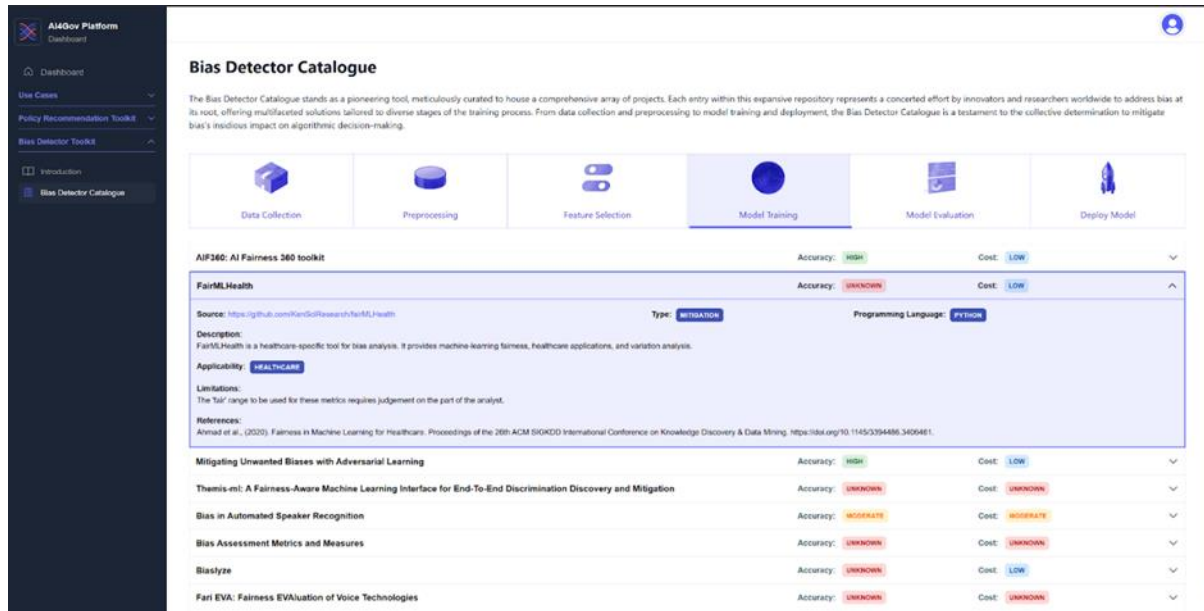 AI4Gov Platform
Dashboard
Dashboard
Use Cases
Policy Recommendation Toolkit
Bias Detector Toolkit
Introduction
Bias Detector Catalogue
Bias Detector Catalogue
The Bias Detector Catalogue stands as a pioneering tool, meticulously curated to house a comprehensive array of projects. Each entry within this expansive repository represents a concerted effort by innovators and researchers worldwide to address bias at
its root, offering multifaceted solutions tailored to diverse stages of the training process. From data collection and preprocessing to model training and deployment, the Bias Detector Catalogue is a testament to the collective determination to mitigate
bias's insidious impact on algorithmic decision-making.
Data Collection Preprocessing Feature Selection Model Training Model Evaluation Deploy Model
AIF360: AI Fairness 360 toolkit Accuracy: HIGH Cost: LOW
FairMLHealth Accuracy: UNKNOWN Cost: LOW
Source: https://github.com/KenSciResearch/fairMLHealth Type: MITIGATION Programming Language: PYTHON
Description:
FairMLHealth is a healthcare-specific tool for bias analysis. It provides machine-learning fairness, healthcare applications, and variation analysis.
Applicability: HEALTHCARE
Limitations:
The 'fair' range to be used for these metrics requires judgement on the part of the analyst.
References:
Ahmad et al., (2020). Fairness in Machine Learning for Healthcare. Proceedings of the 26th ACM SIGKDD International Conference on Knowledge Discovery & Data Mining. https://doi.org/10.1145/3394486.3406461.
Mitigating Unwanted Biases with Adversarial Learning Accuracy: HIGH Cost: LOW
Themis-ml: A Fairness-Aware Machine Learning Interface for End-To-End Discrimination Discovery and Mitigation Accuracy: UNKNOWN Cost: UNKNOWN
Bias in Automated Speaker Recognition Accuracy: MODERATE Cost: MODERATE
Bias Assessment Metrics and Measures Accuracy: UNKNOWN Cost: UNKNOWN
Biaslyze Accuracy: UNKNOWN Cost: LOW
Fari EVA: Fairness EVAluation of Voice Technologies Accuracy: UNKNOWN Cost: UNKNOWN